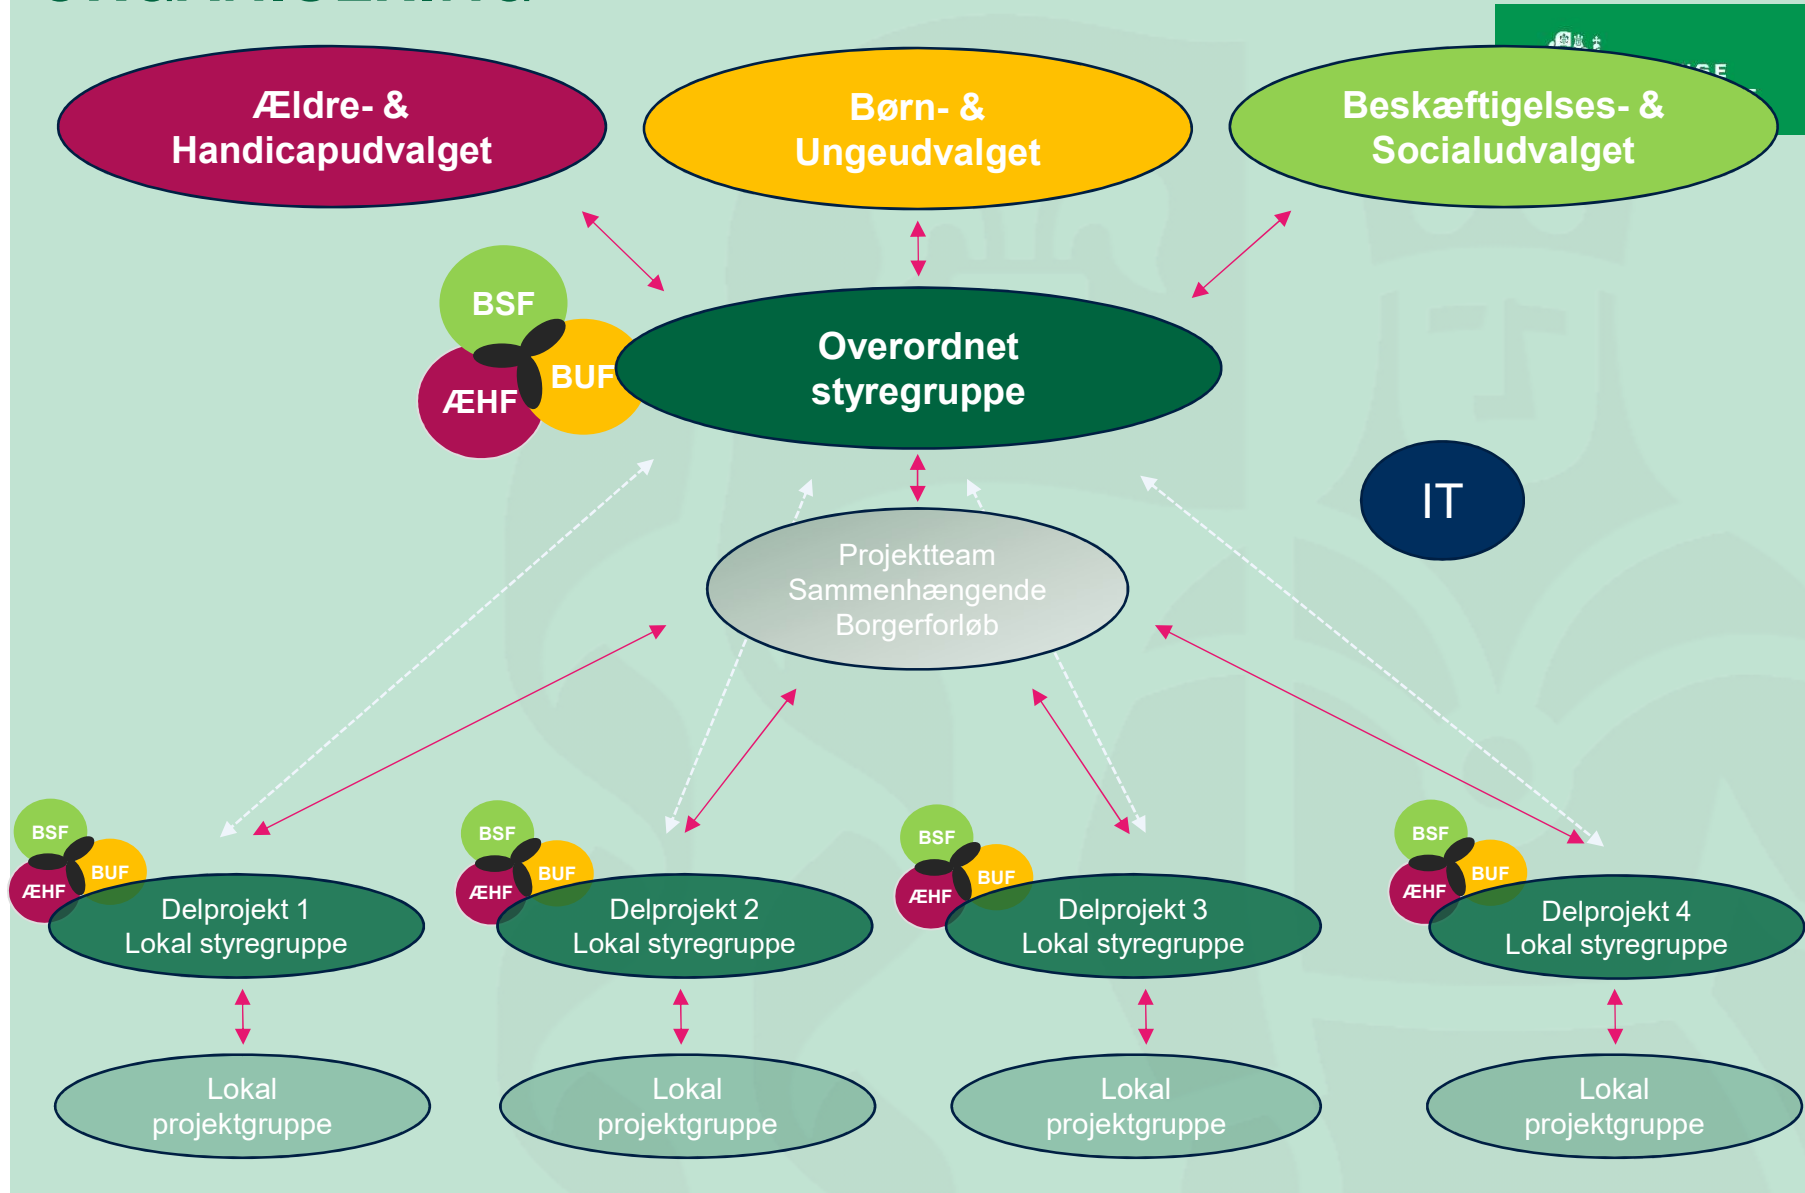 Ældre- &
Handicapudvalget
Børn- &
Ungeudvalget
Beskæftigelses- &
Socialudvalget
BSF
BUF
ÆHF
Overordnet
styregruppe
IT
Projektteam
Sammenhængende
Borgerforløb
BSF
BUF
ÆHF
Delprojekt 1
Lokal styregruppe
BSF
BUF
ÆHF
Delprojekt 2
Lokal styregruppe
BSF
BUF
ÆHF
Delprojekt 3
Lokal styregruppe
BSF
BUF
ÆHF
Delprojekt 4
Lokal styregruppe
Lokal
projektgruppe
Lokal
projektgruppe
Lokal
projektgruppe
Lokal
projektgruppe